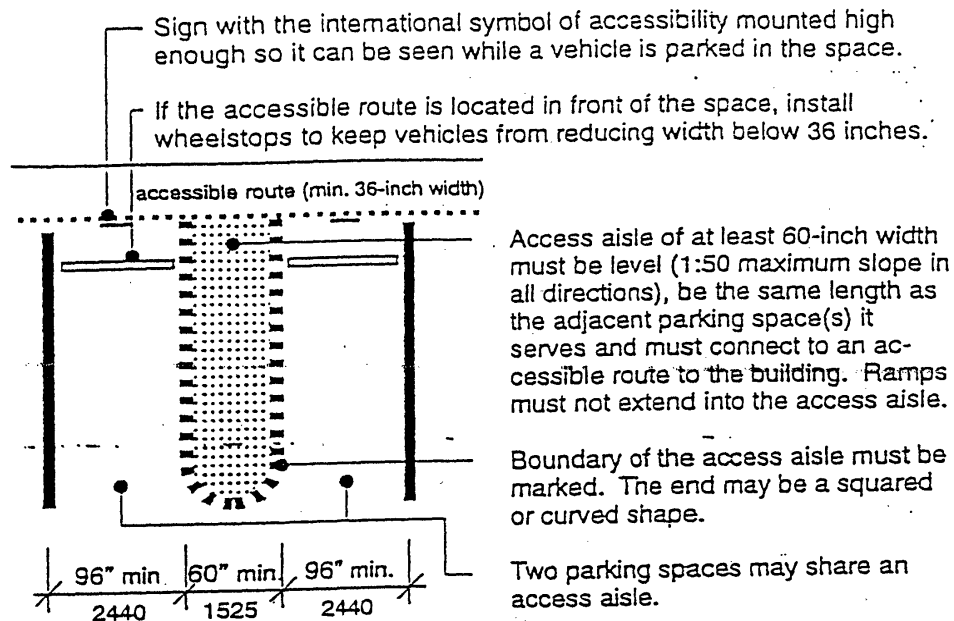 Sign with the international symbol of accessibility mounted high
enough so it can be seen while a vehicle is parked in the space.
If the accessible route is located in front of the space, install
wheelstops to keep vehicles from reducing width below 36 inches.
accessible route (min. 36-inch width)
Access aisle of at least 60-inch width
must be level (1:50 maximum slope in
all directions), be the same length as
the adjacent parking space(s) it
serves and must connect to an ac-
cessible route to the building. Ramps
must not extend into the access aisle.
Boundary of the access aisle must be
marked. The end may be a squared
or curved shape.
Two parking spaces may share an
access aisle.
96" min 60" min. 96" min.
2440 1525 2440